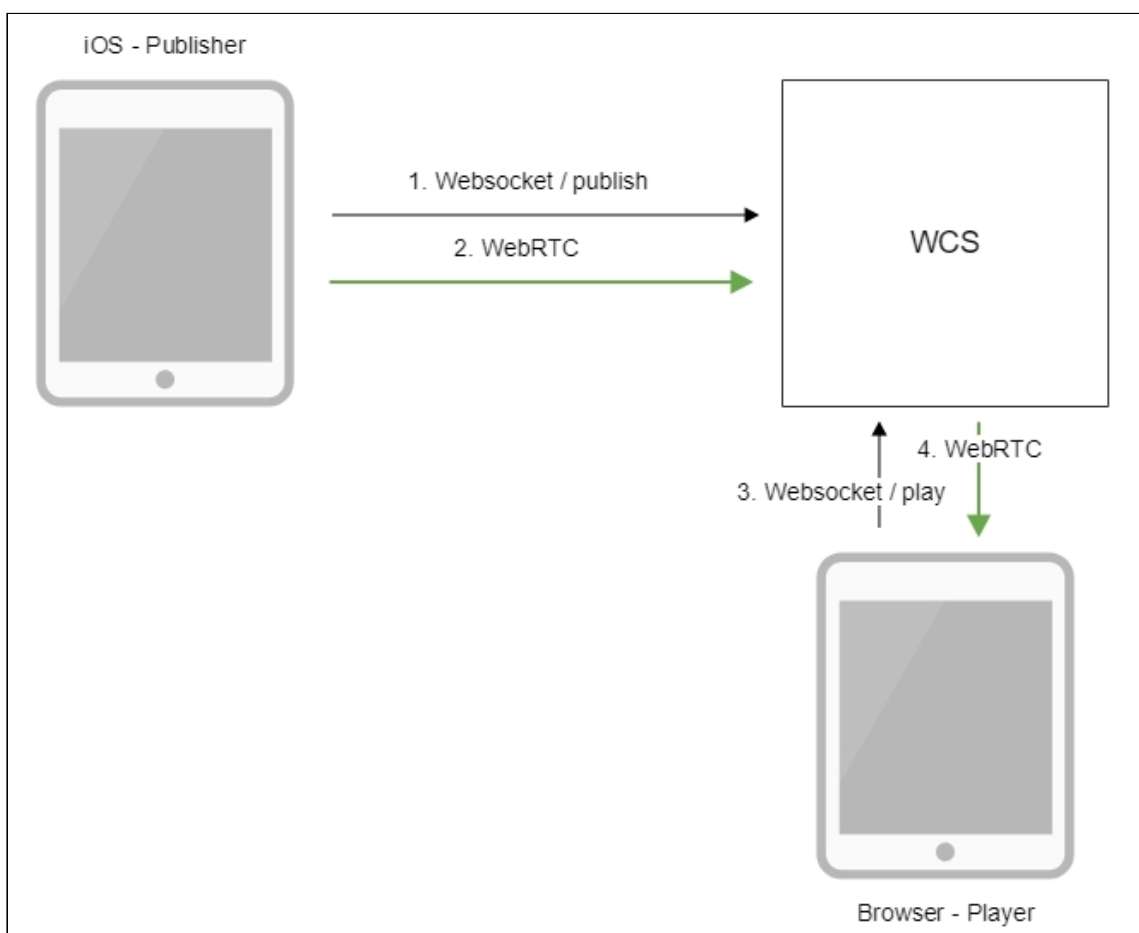 iOS - Publisher
1. Websocket / publish
2. WebRTC
WCS
4. WebRTC
3. Websocket / play
Browser - Player